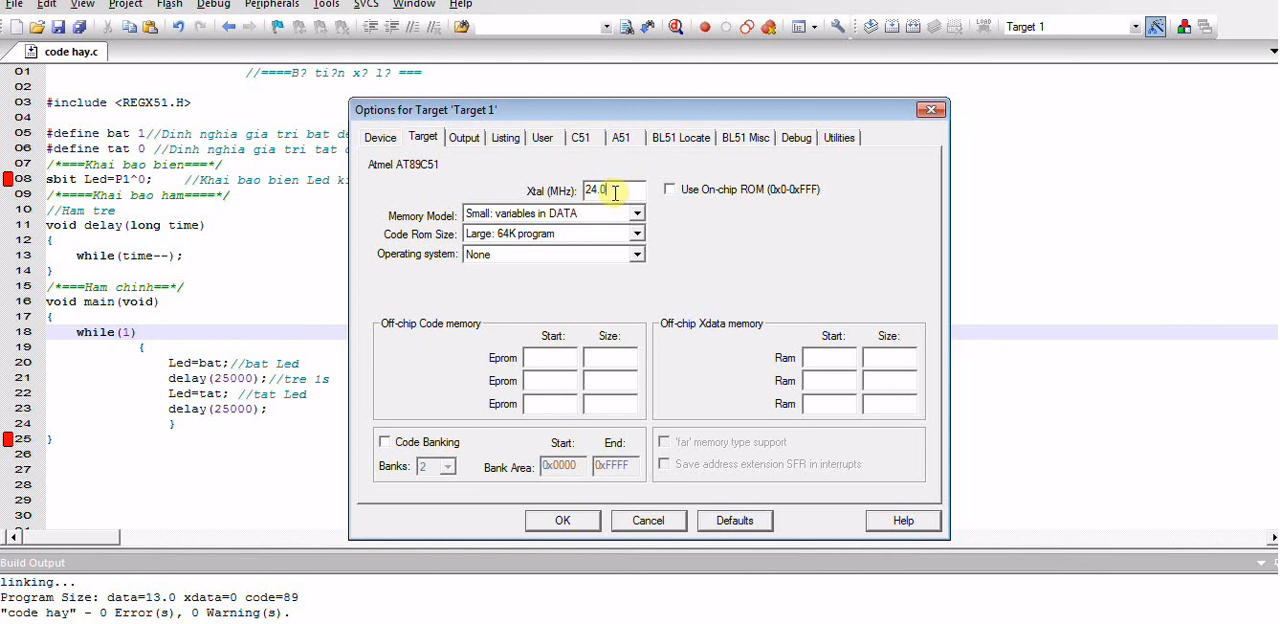 File Edit View Project Flash Debug Peripherals Tools SVCS Window Help
LOAD Target 1
code hay.c
01 //====B? ti?n x? l? ===
02
03 #include <REGX51.H>
04
05 #define bat 1//Dinh nghia gia tri bat de
06 #define tat 0 //Dinh nghia gia tri tat
07 /*===Khai bao bien===*/
08 sbit Led=P1^0; //Khai bao bien Led
09 /*====Khai bao ham====*/
10 //Ham tre
11 void delay(long time)
12 {
13 while(time--);
14 }
15 /*===Ham chinh==*/
16 void main(void)
17 {
18 while(1)
19 {
20 Led=bat;//bat Led
21 delay(25000);//tre 1s
22 Led=tat; //tat Led
23 delay(25000);
24 }
25 }
26
27
28
29
30
Options for Target 'Target 1'
Device Target Output Listing User C51 A51 BL51 Locate BL51 Misc Debug Utilities
Atmel AT89C51
Xtal (MHz): 24.0 Use On-chip ROM (0x0-0xFFF)
Memory Model: Small: variables in DATA
Code Rom Size: Large: 64K program
Operating system: None
Off-chip Code memory
Start: Size:
Eprom
Eprom
Eprom
Off-chip Xdata memory
Start: Size:
Ram
Ram
Ram
Code Banking Start: End:
Banks: 2 Bank Area: 0x0000 0xFFFF
'far' memory type support
Save address extension SFR in interrupts
OK Cancel Defaults Help
Build Output
linking...
Program Size: data=13.0 xdata=0 code=89
"code hay" - 0 Error(s), 0 Warning(s).